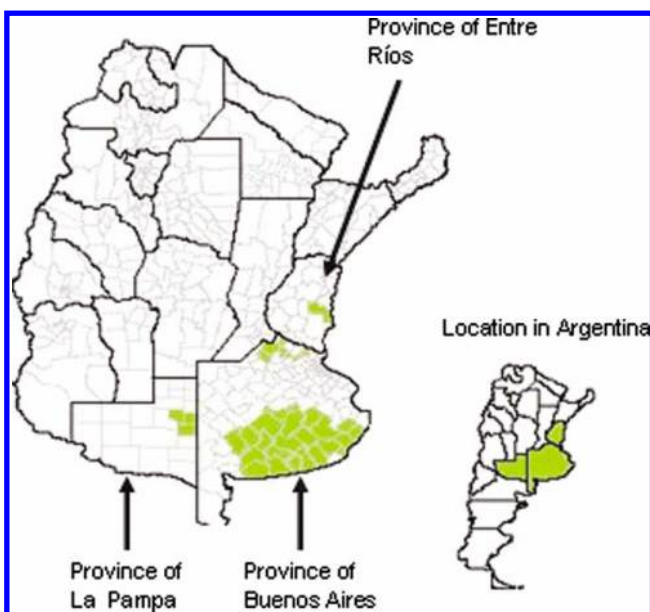 Province of Entre
Ríos
Location in Argentina
Province of
La Pampa
Province of
Buenos Aires